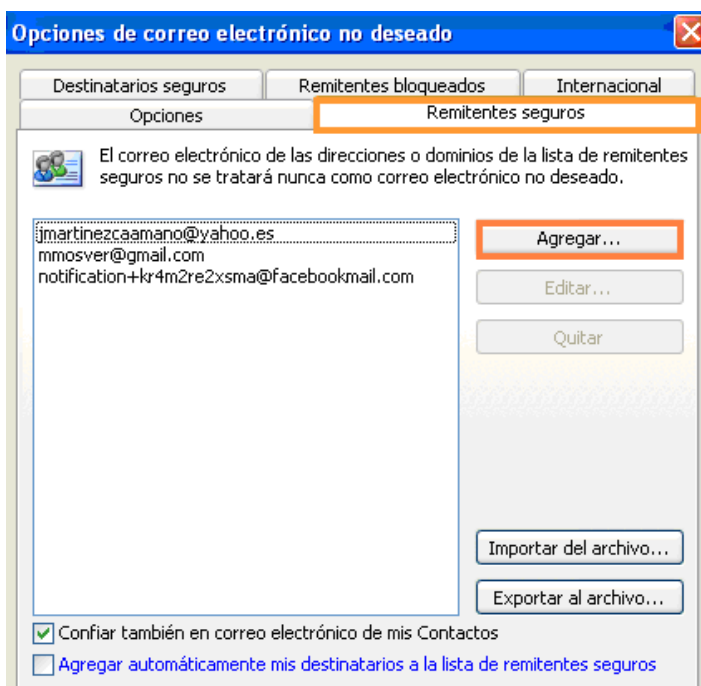 Opciones de correo electrónico no deseado
Destinatarios seguros
Remitentes bloqueados
Internacional
Opciones
Remitentes seguros
El correo electrónico de las direcciones o dominios de la lista de remitentes
seguros no se tratará nunca como correo electrónico no deseado.
jmartinezcaamano@yahoo.es
mmosver@gmail.com
notification+kr4m2re2xsma@facebookmail.com
Agregar...
Editar...
Quitar
Importar del archivo...
Exportar al archivo...
Confiar también en correo electrónico de mis Contactos
Agregar automáticamente mis destinatarios a la lista de remitentes seguros